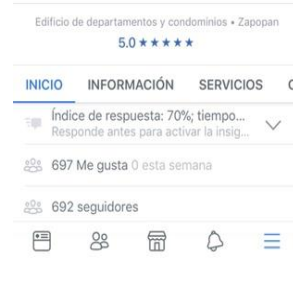 Edificio de departamentos y condominios • Zapopan
5.0 ★★★★★
INICIO INFORMACIÓN SERVICIOS
Índice de respuesta: 70%; tiempo...
Responde antes para activar la insig...
697 Me gusta 0 esta semana
692 seguidores